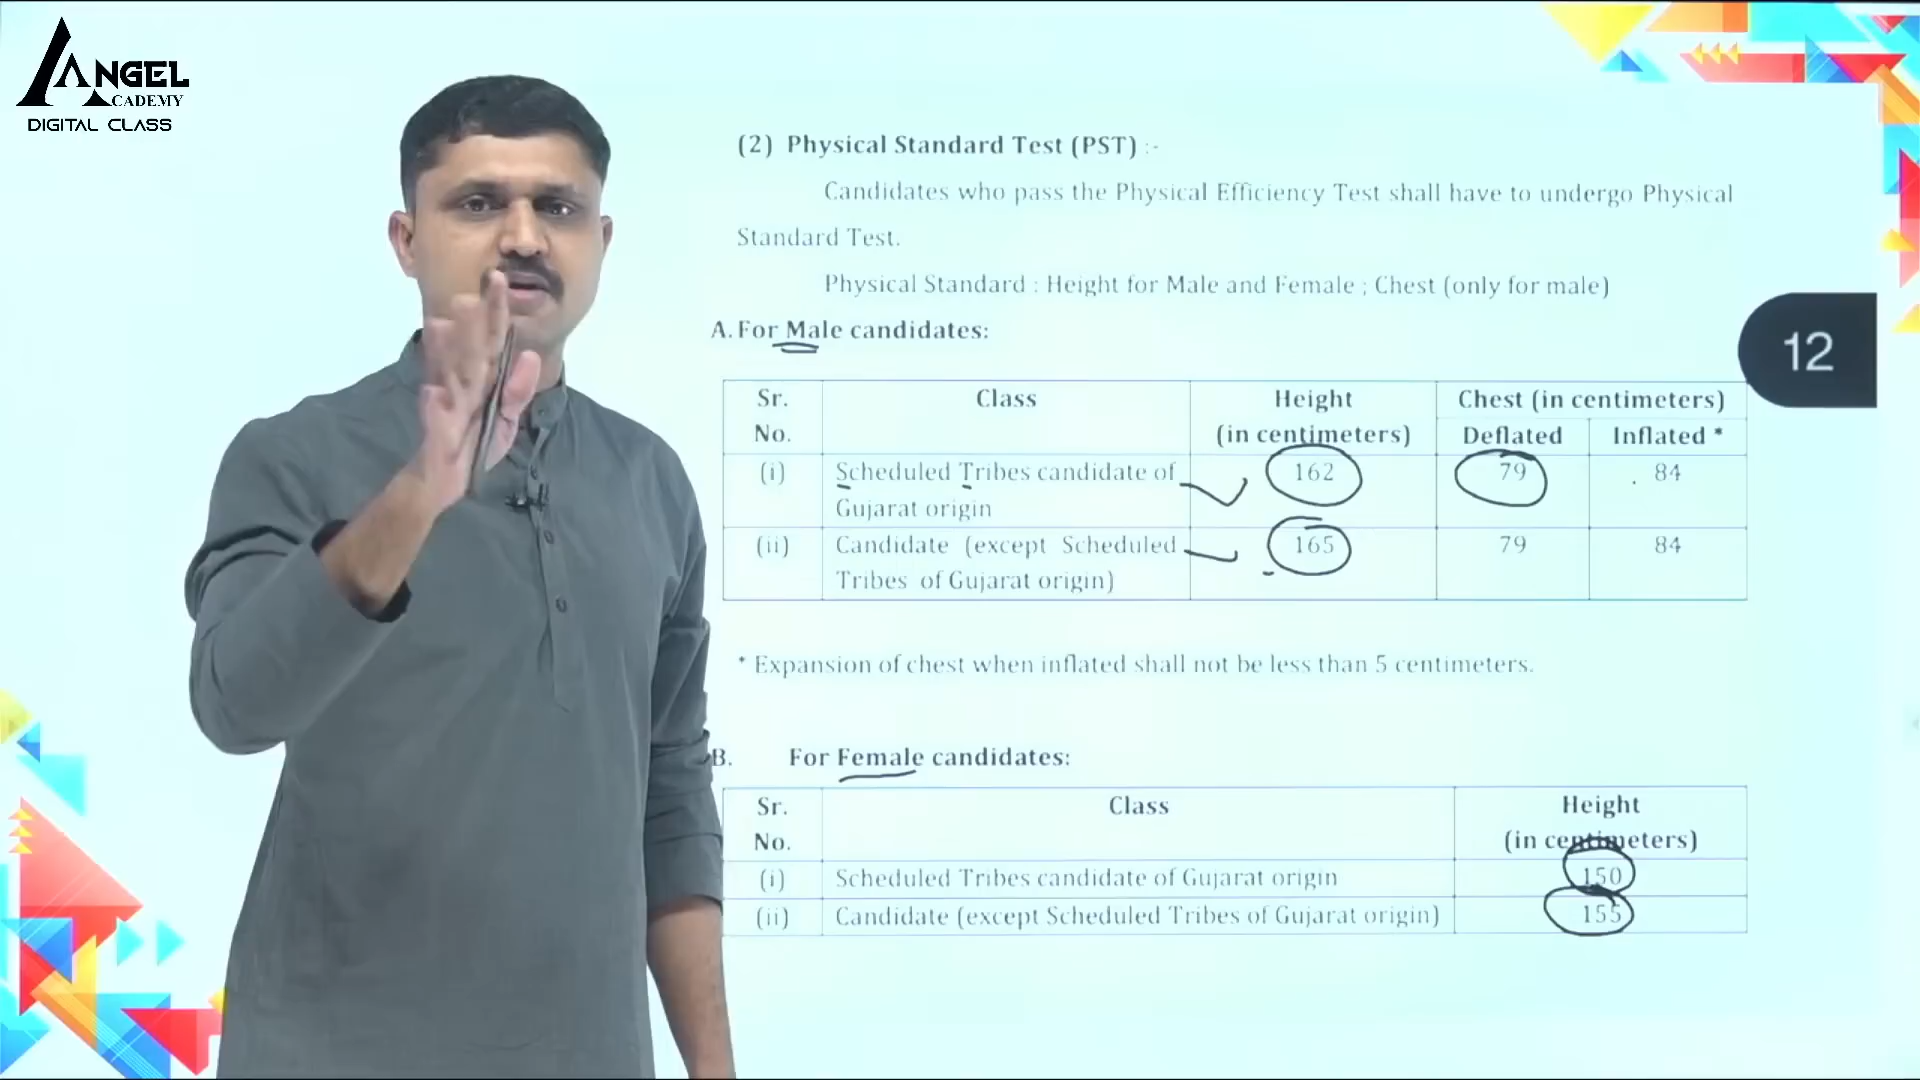 ANGEL
ACADEMY
DIGITAL CLASS
(2) Physical Standard Test (PST) :-
Candidates who pass the Physical Efficiency Test shall have to undergo Physical
Standard Test.
Physical Standard : Height for Male and Female ; Chest (only for male)
A. For Male candidates:
12
Sr. No. Class Height (in centimeters) Chest (in centimeters)
Deflated Inflated *
(i) Scheduled Tribes candidate of Gujarat origin 162 79 84
(ii) Candidate (except Scheduled Tribes of Gujarat origin) 165 79 84
* Expansion of chest when inflated shall not be less than 5 centimeters.
B. For Female candidates:
Sr. No. Class Height (in centimeters)
(i) Scheduled Tribes candidate of Gujarat origin 150
(ii) Candidate (except Scheduled Tribes of Gujarat origin) 155